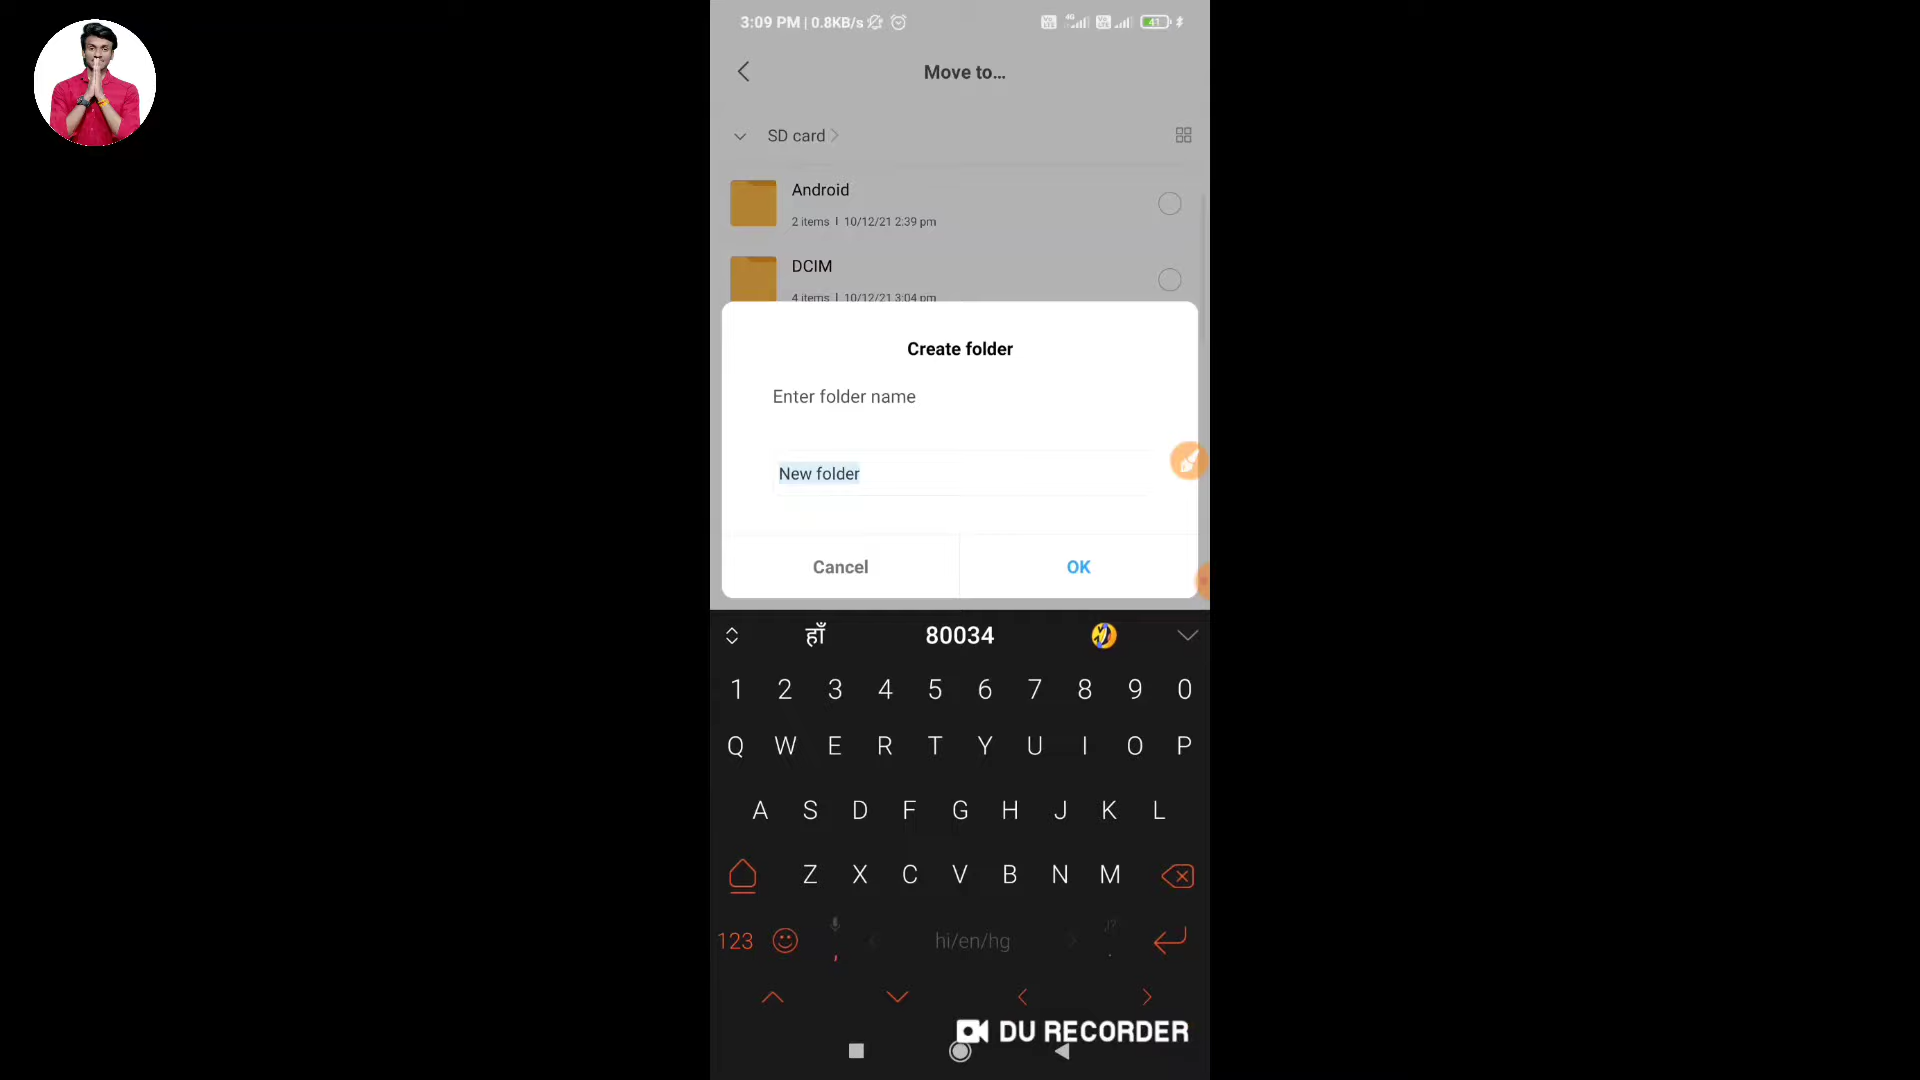 3:09 PM | 0.8KB/s 4G 41
Move to...
SD card
Android
2 items | 10/12/21 2:39 pm
DCIM
4 items | 10/12/21 3:04 pm
Create folder
Enter folder name
New folder
Cancel OK
हाँ 80034
1 2 3 4 5 6 7 8 9 0
Q W E R T Y U I O P
A S D F G H J K L
Z X C V B N M
123 , hi/en/hg .
DU RECORDER